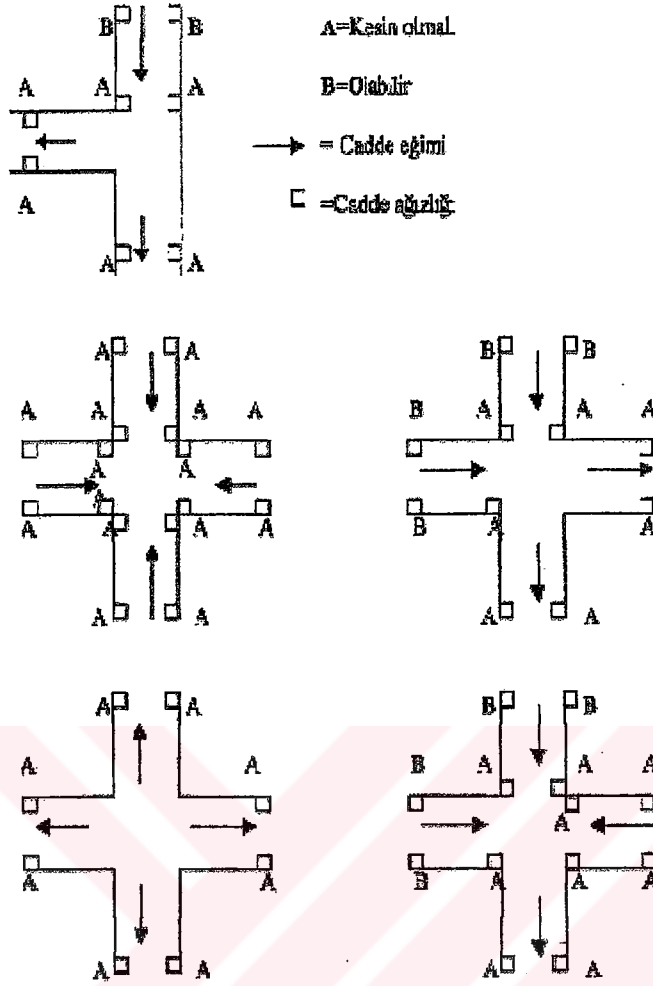 B B A=Kesin olmal.
A A A B=Olabilir
= Cadde eğimi
A =Cadde ağızlığı
A A
A A B B
A A A A B A A A
A A
A
A A A A B A A
A A A A
A A B B
A A B A A A
A
A A B A A A
A A A A